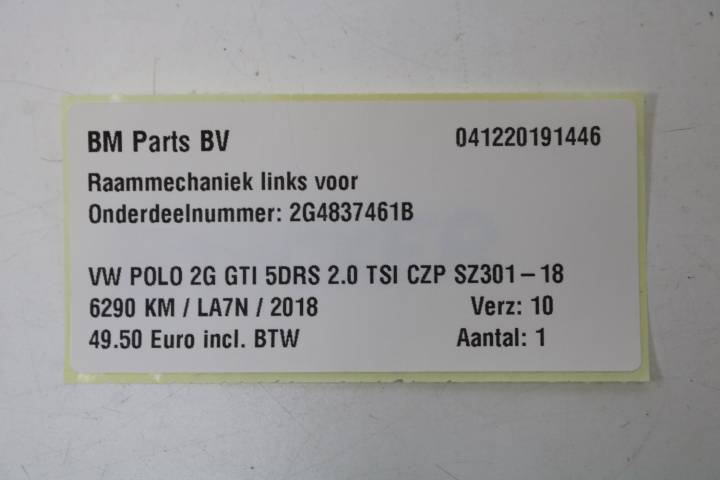 BM Parts BV 041220191446
Raammechaniek links voor
Onderdeelnummer: 2G4837461B
VW POLO 2G GTI 5DRS 2.0 TSI CZP SZ301-18
6290 KM / LA7N / 2018 Verz: 10
49.50 Euro incl. BTW Aantal: 1